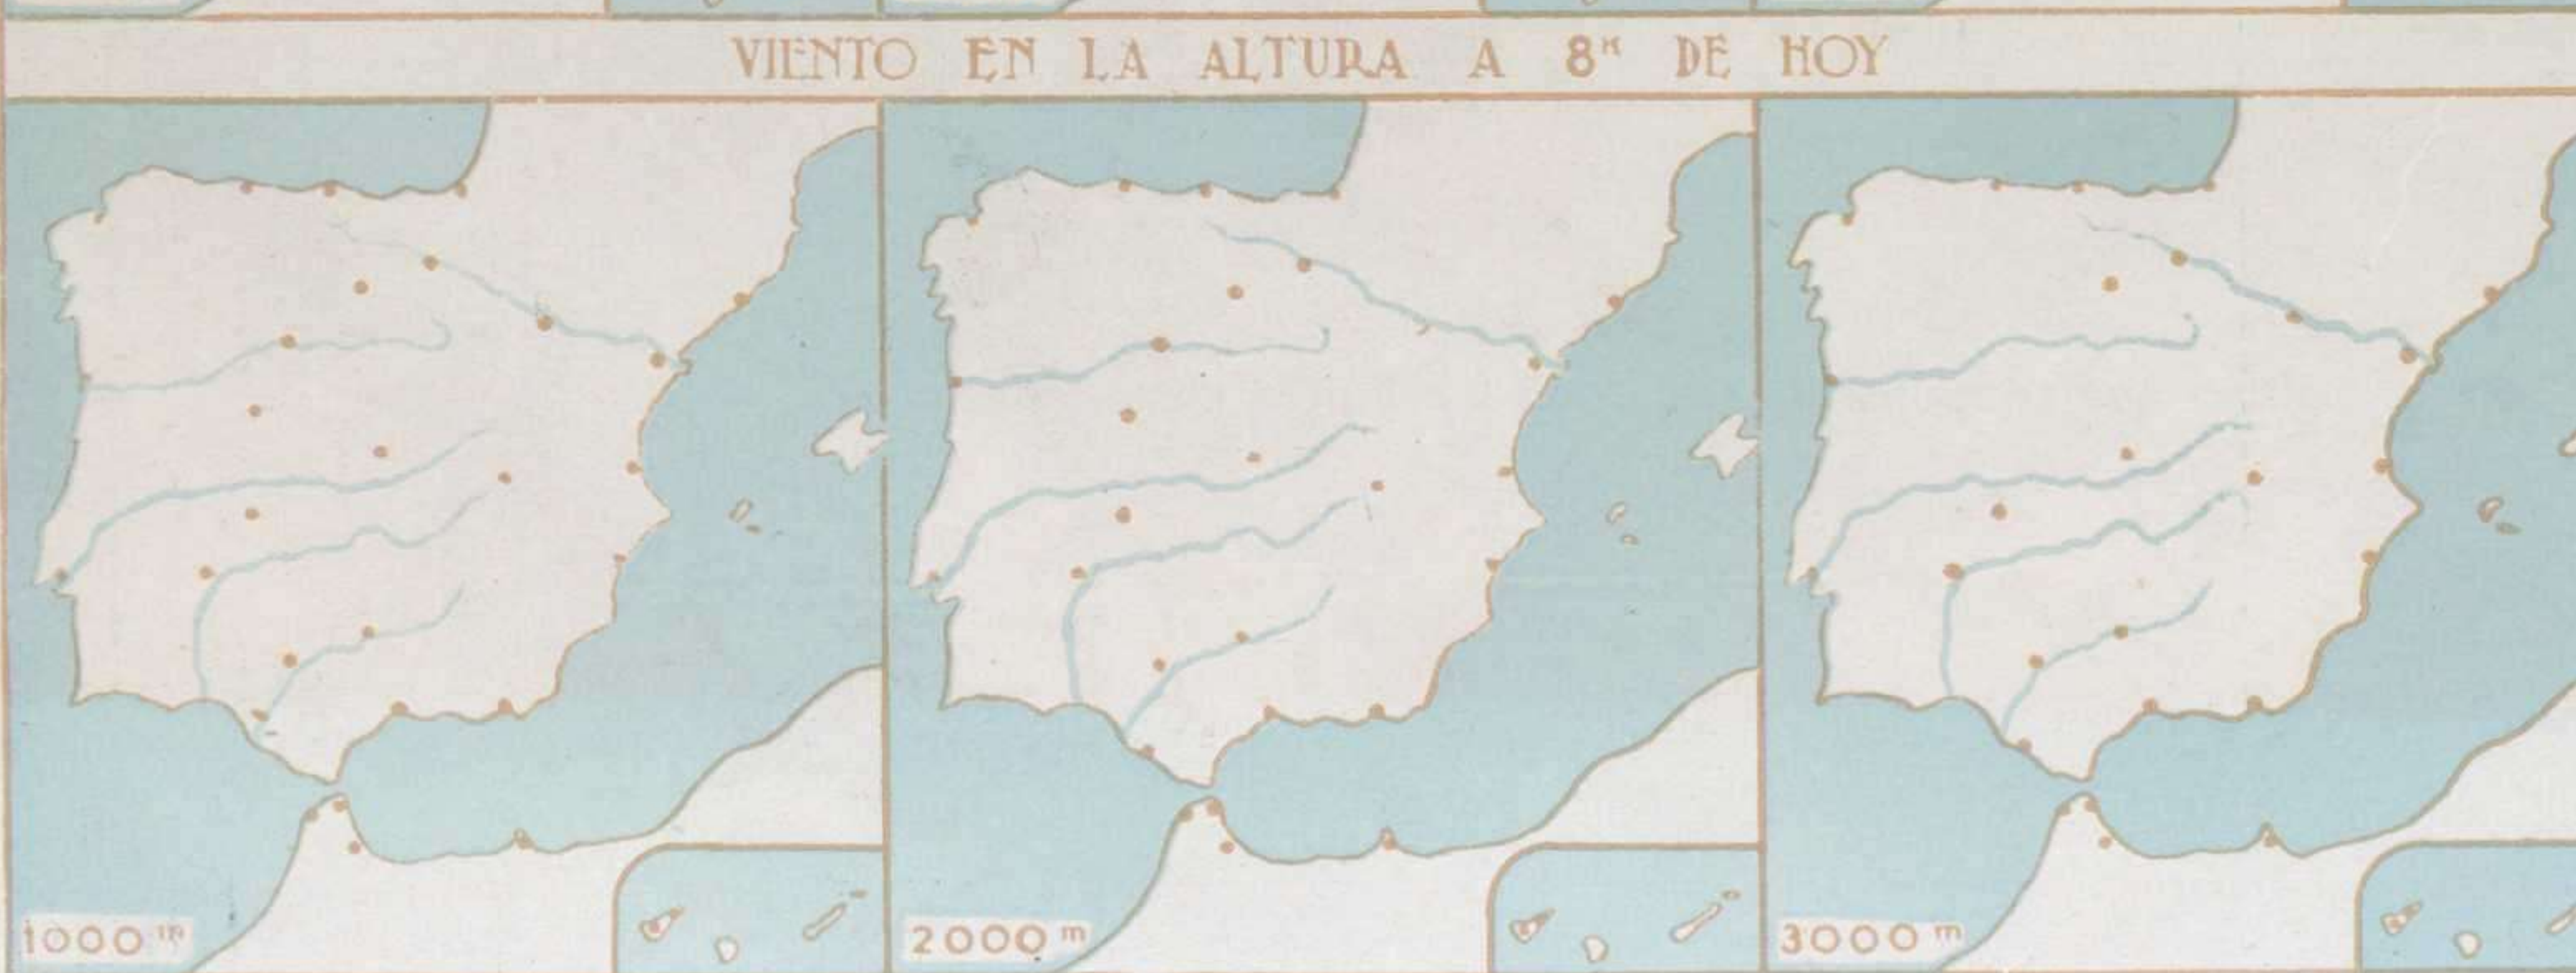 VIENTO EN LA ALTURA A 8ᴴ DE HOY
1000 m
2000 m
3000 m